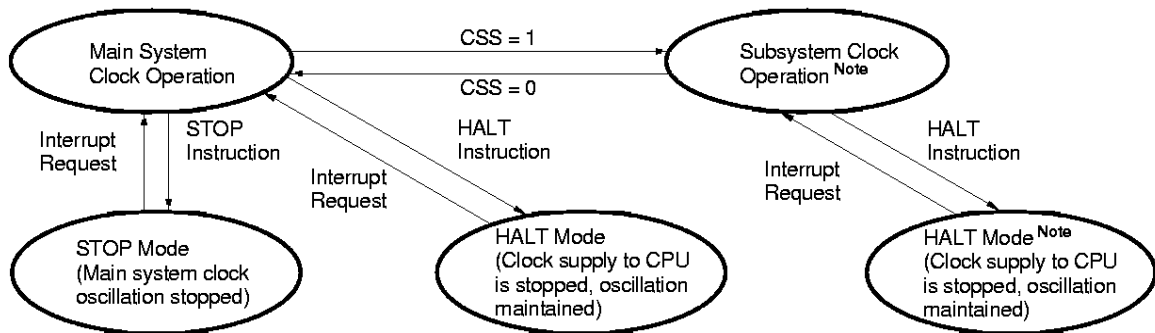 Main System
Clock Operation
CSS = 1
CSS = 0
Subsystem Clock
Operation Note
Interrupt
Request
STOP
Instruction
HALT
Instruction
Interrupt
Request
HALT
Instruction
Interrupt
Request
STOP Mode
(Main system clock
oscillation stopped)
HALT Mode
(Clock supply to CPU
is stopped, oscillation
maintained)
HALT Mode Note
(Clock supply to CPU
is stopped, oscillation
maintained)